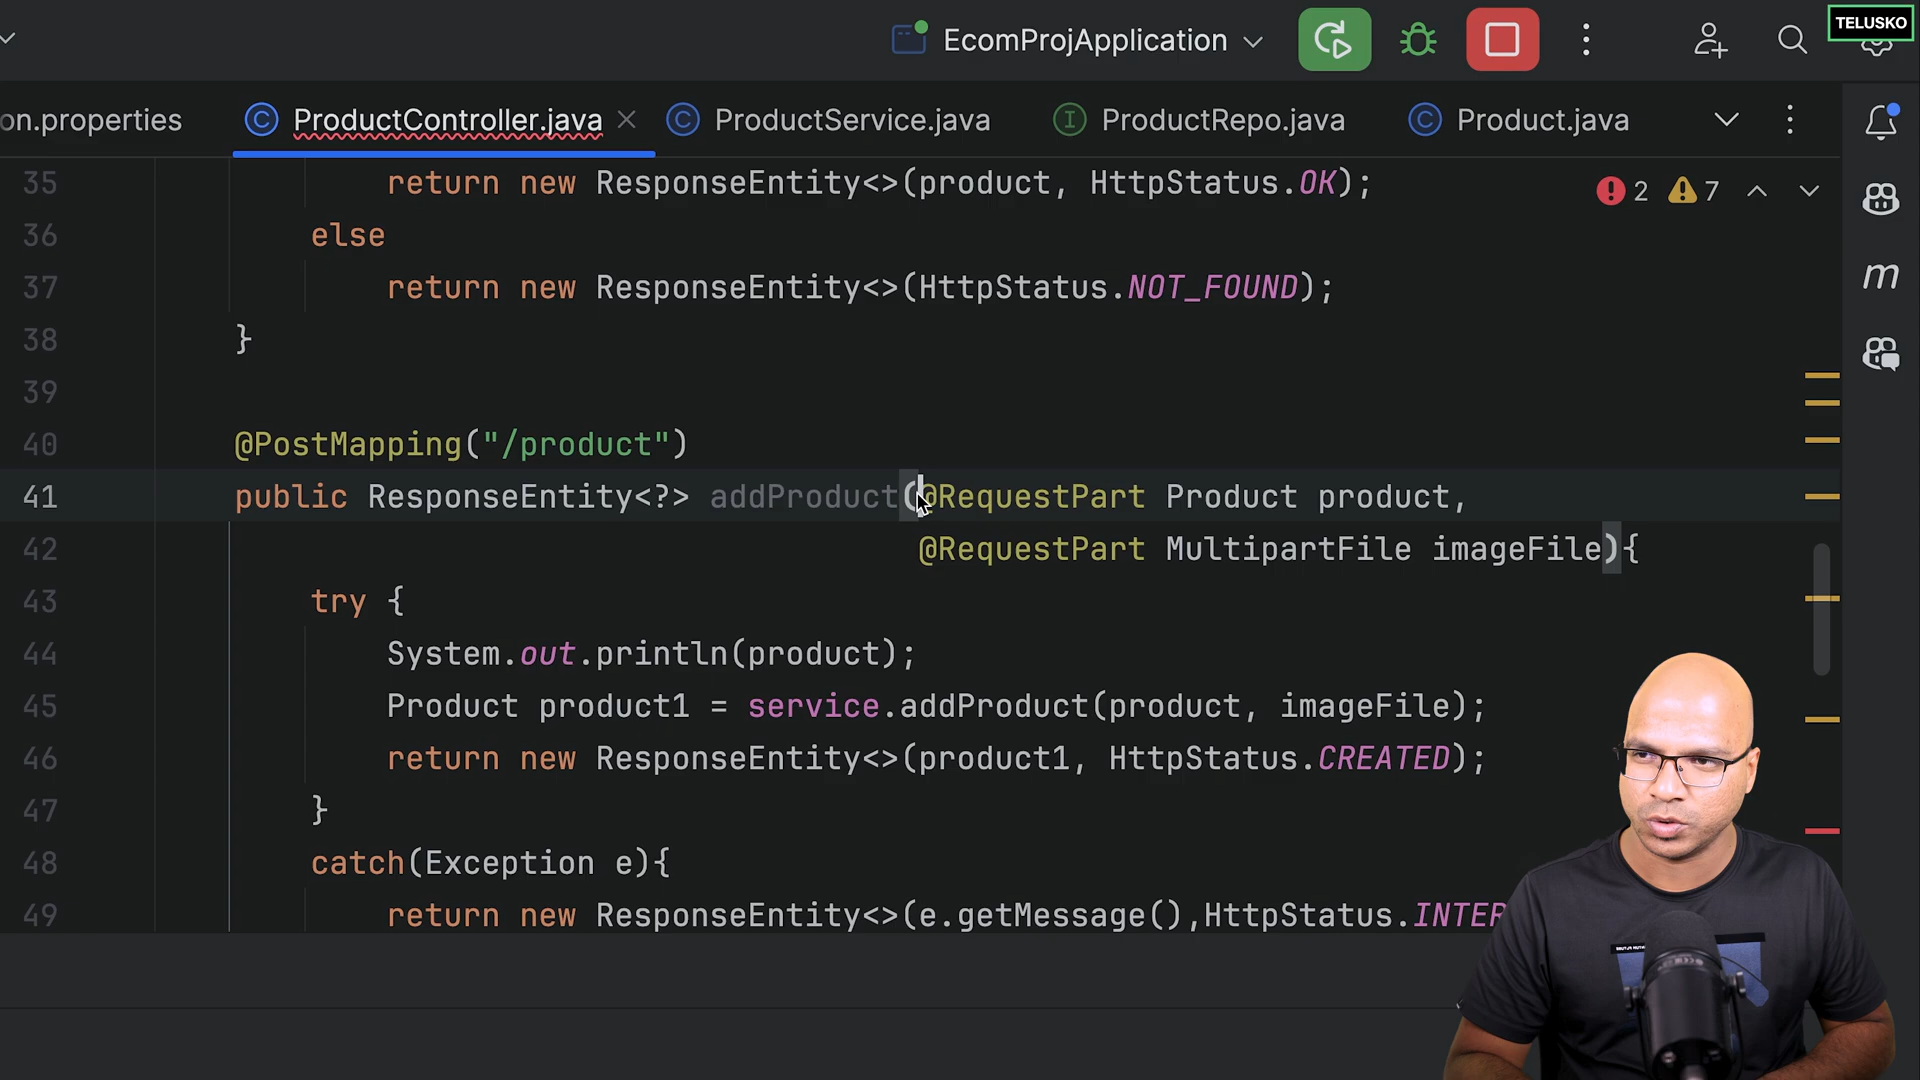 TELUSKO
EcomProjApplication
on.properties
ProductController.java
ProductService.java
ProductRepo.java
Product.java
2
7
35 return new ResponseEntity<>(product, HttpStatus.OK);
36 else
37 return new ResponseEntity<>(HttpStatus.NOT_FOUND);
38 }
39
40 @PostMapping("/product")
41 public ResponseEntity<?> addProduct(@RequestPart Product product,
42 @RequestPart MultipartFile imageFile){
43 try {
44 System.out.println(product);
45 Product product1 = service.addProduct(product, imageFile);
46 return new ResponseEntity<>(product1, HttpStatus.CREATED);
47 }
48 catch(Exception e){
49 return new ResponseEntity<>(e.getMessage(),HttpStatus.INTER
m